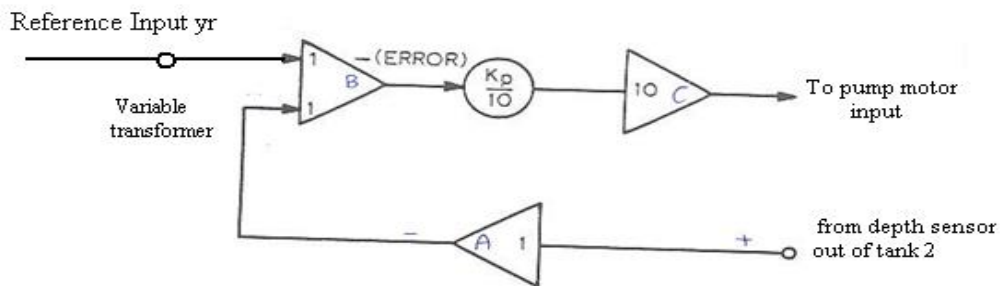 Reference Input yr
1
1
B
-(ERROR)
Kp
10
10 C
To pump motor
input
Variable
transformer
- A 1 +
from depth sensor
out of tank 2